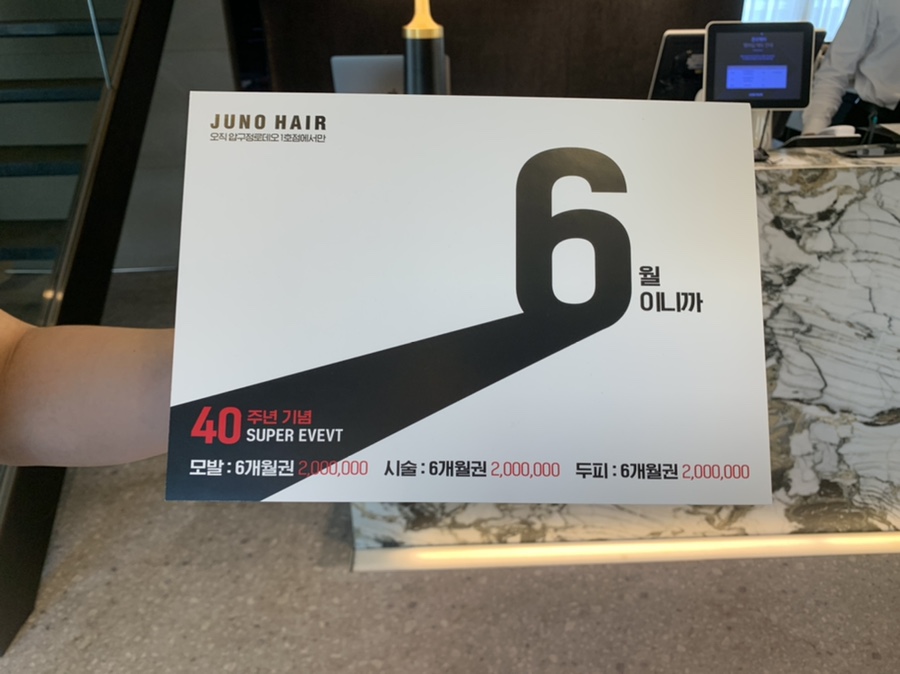 JUNO HAIR
오직 압구정로데오 1호점에서만
6
월
이니까
40 주년 기념
SUPER EVEVT
모발 : 6개월권 2,000,000 시술 : 6개월권 2,000,000 두피 : 6개월권 2,000,000